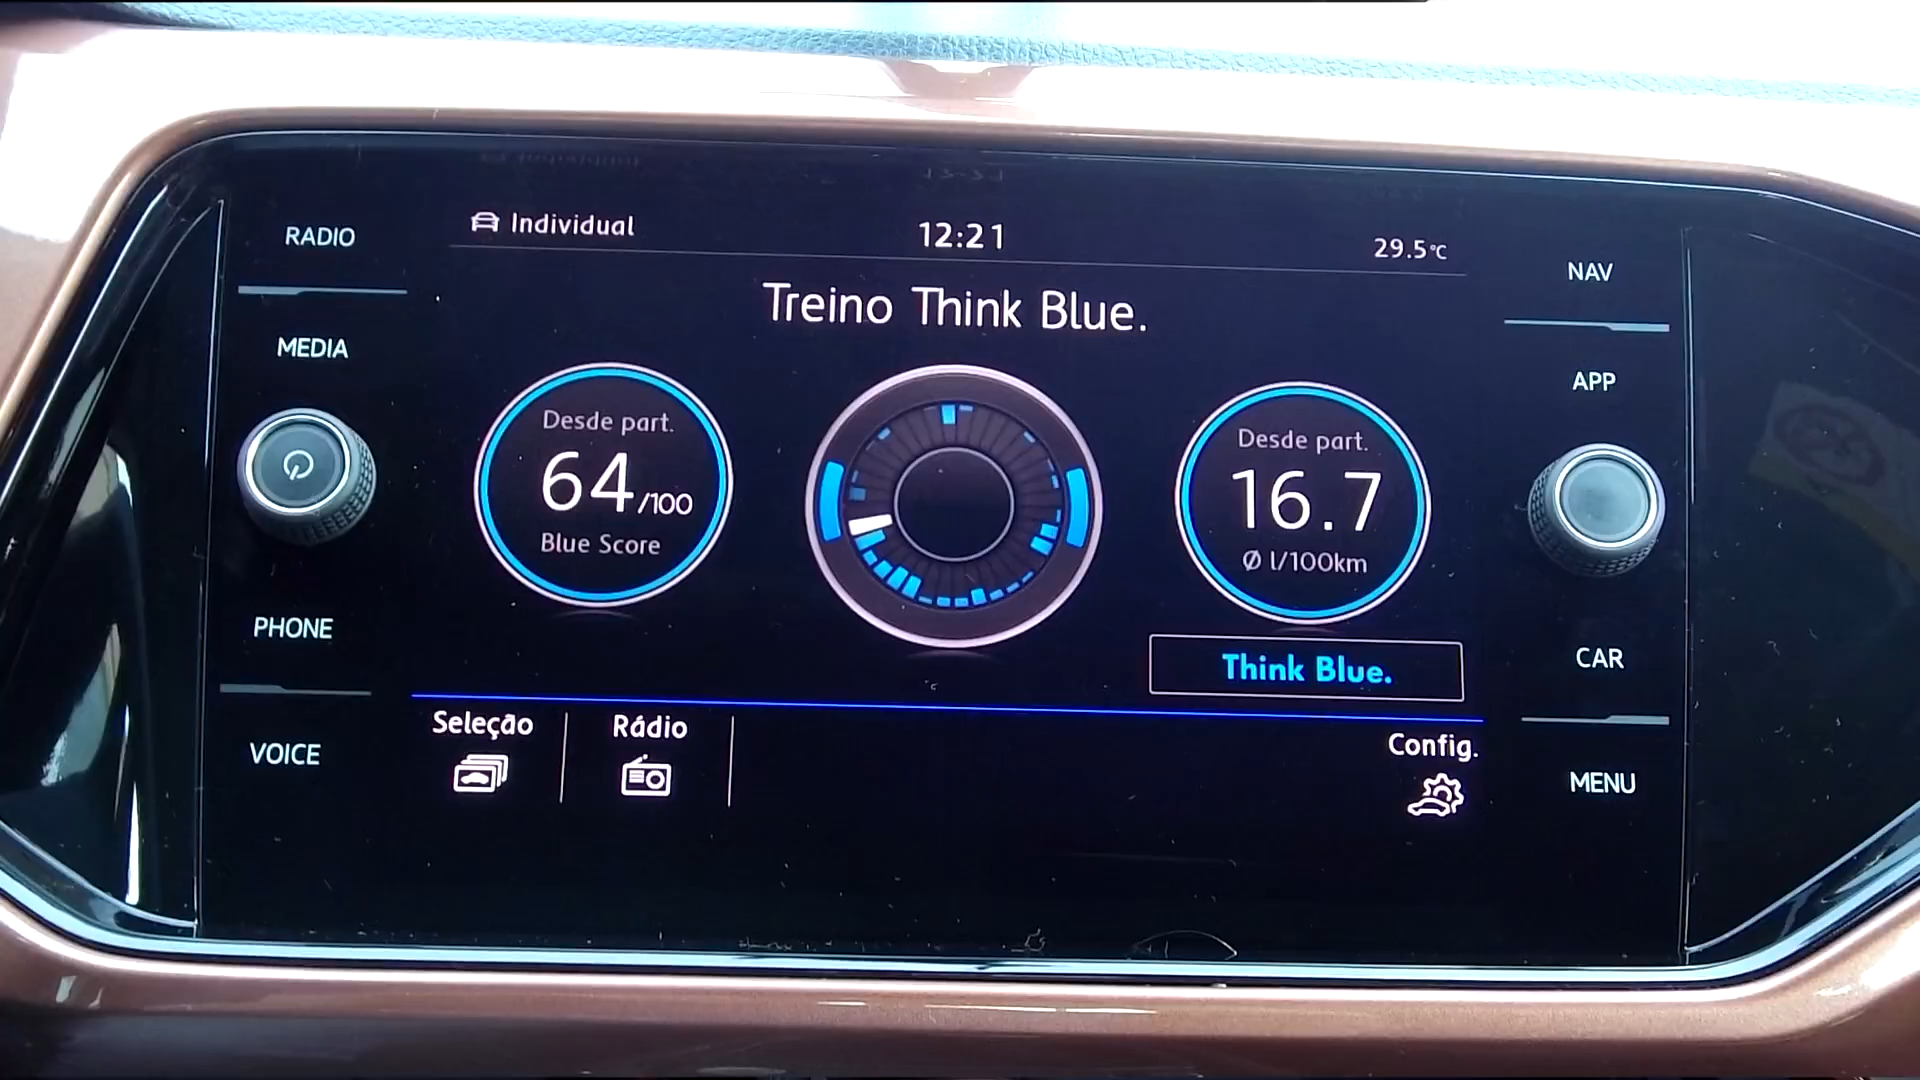 RADIO
MEDIA
PHONE
VOICE
Individual
12:21
29.5°C
Treino Think Blue.
Desde part.
64/100
Blue Score
Desde part.
16.7
Ø l/100km
Think Blue.
Seleção
Rádio
Config.
NAV
APP
CAR
MENU